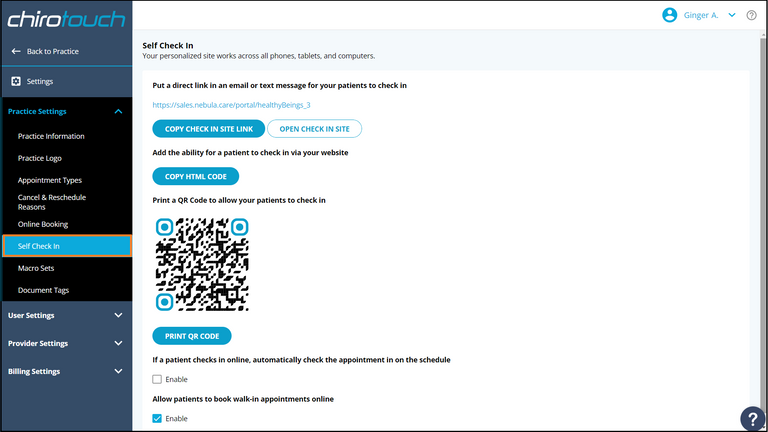 chirotouch
Ginger A.
Back to Practice
Settings
Practice Settings
Practice Information
Practice Logo
Appointment Types
Cancel & Reschedule
Reasons
Online Booking
Self Check In
Macro Sets
Document Tags
User Settings
Provider Settings
Billing Settings
Self Check In
Your personalized site works across all phones, tablets, and computers.
Put a direct link in an email or text message for your patients to check in
https://sales.nebula.care/portal/healthyBeings_3
COPY CHECK IN SITE LINK
OPEN CHECK IN SITE
Add the ability for a patient to check in via your website
COPY HTML CODE
Print a QR Code to allow your patients to check in
PRINT QR CODE
If a patient checks in online, automatically check the appointment in on the schedule
Enable
Allow patients to book walk-in appointments online
Enable
?